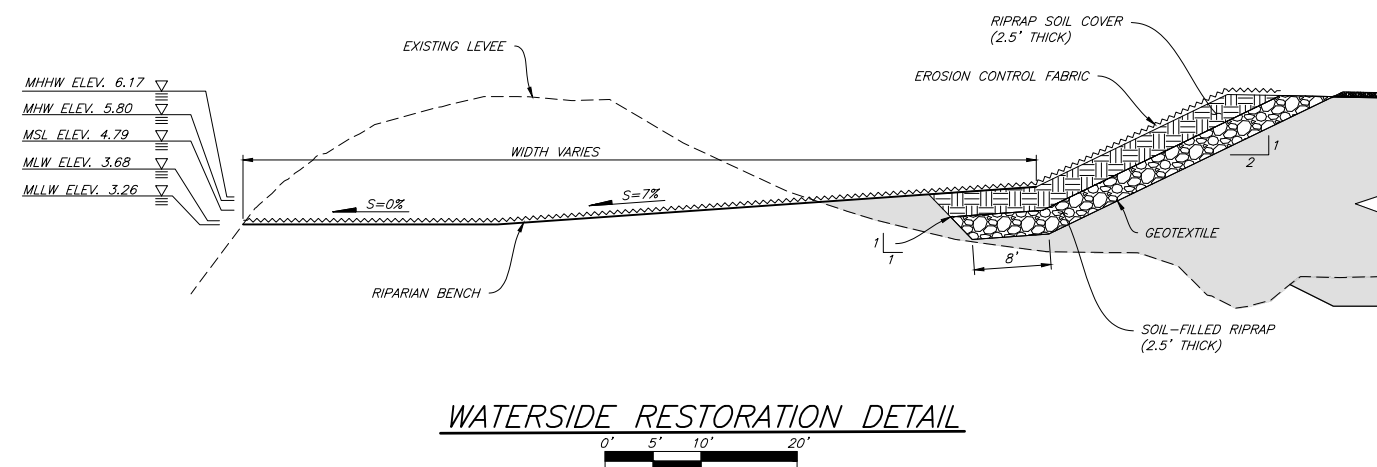 RIPRAP SOIL COVER
(2.5' THICK)
EXISTING LEVEE
EROSION CONTROL FABRIC
MHHW ELEV. 6.17
MHW ELEV. 5.80
MSL ELEV. 4.79
MLW ELEV. 3.68
MLLW ELEV. 3.26
WIDTH VARIES
1
2
S=0%
S=7%
GEOTEXTILE
1
1
8'
RIPARIAN BENCH
SOIL-FILLED RIPRAP
(2.5' THICK)
WATERSIDE RESTORATION DETAIL
0' 5' 10' 20'